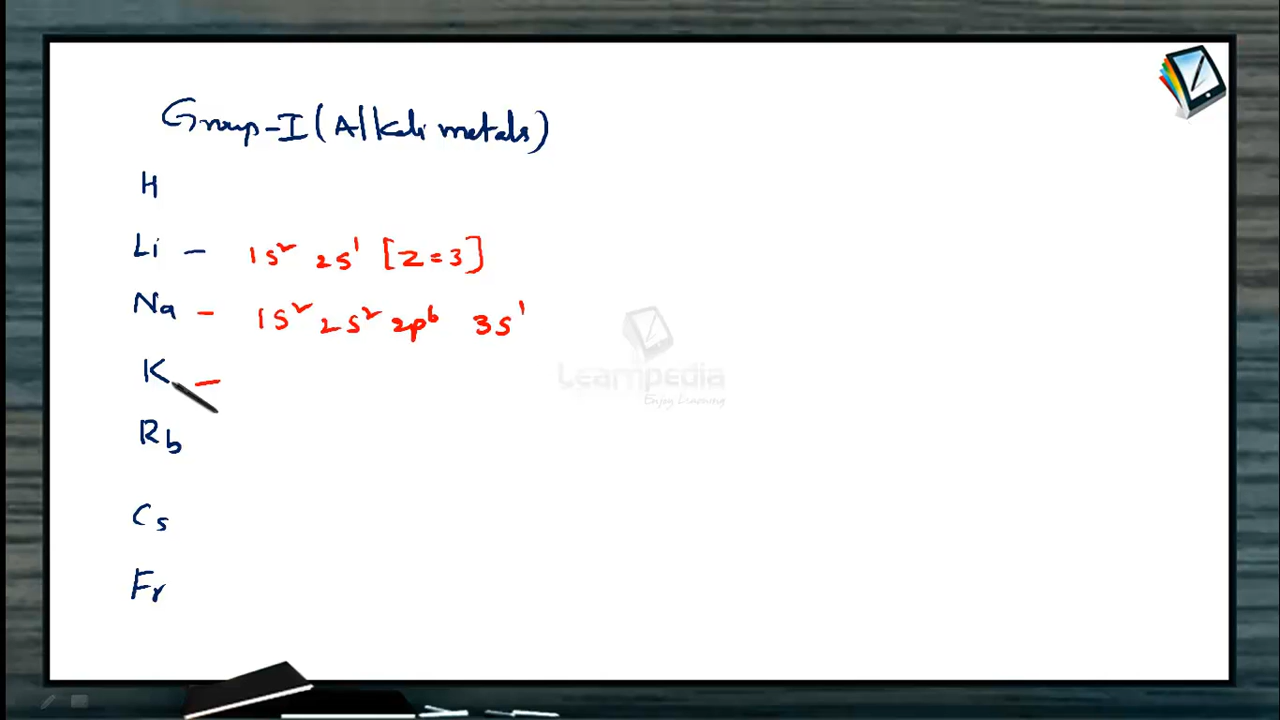 Group-I (Alkali metals)
H
Li - 1s² 2s¹ [Z=3]
Na - 1s² 2s² 2p⁶ 3s¹
K -
Rb
Cs
Fr
Learnpedia
Enjoy Learning